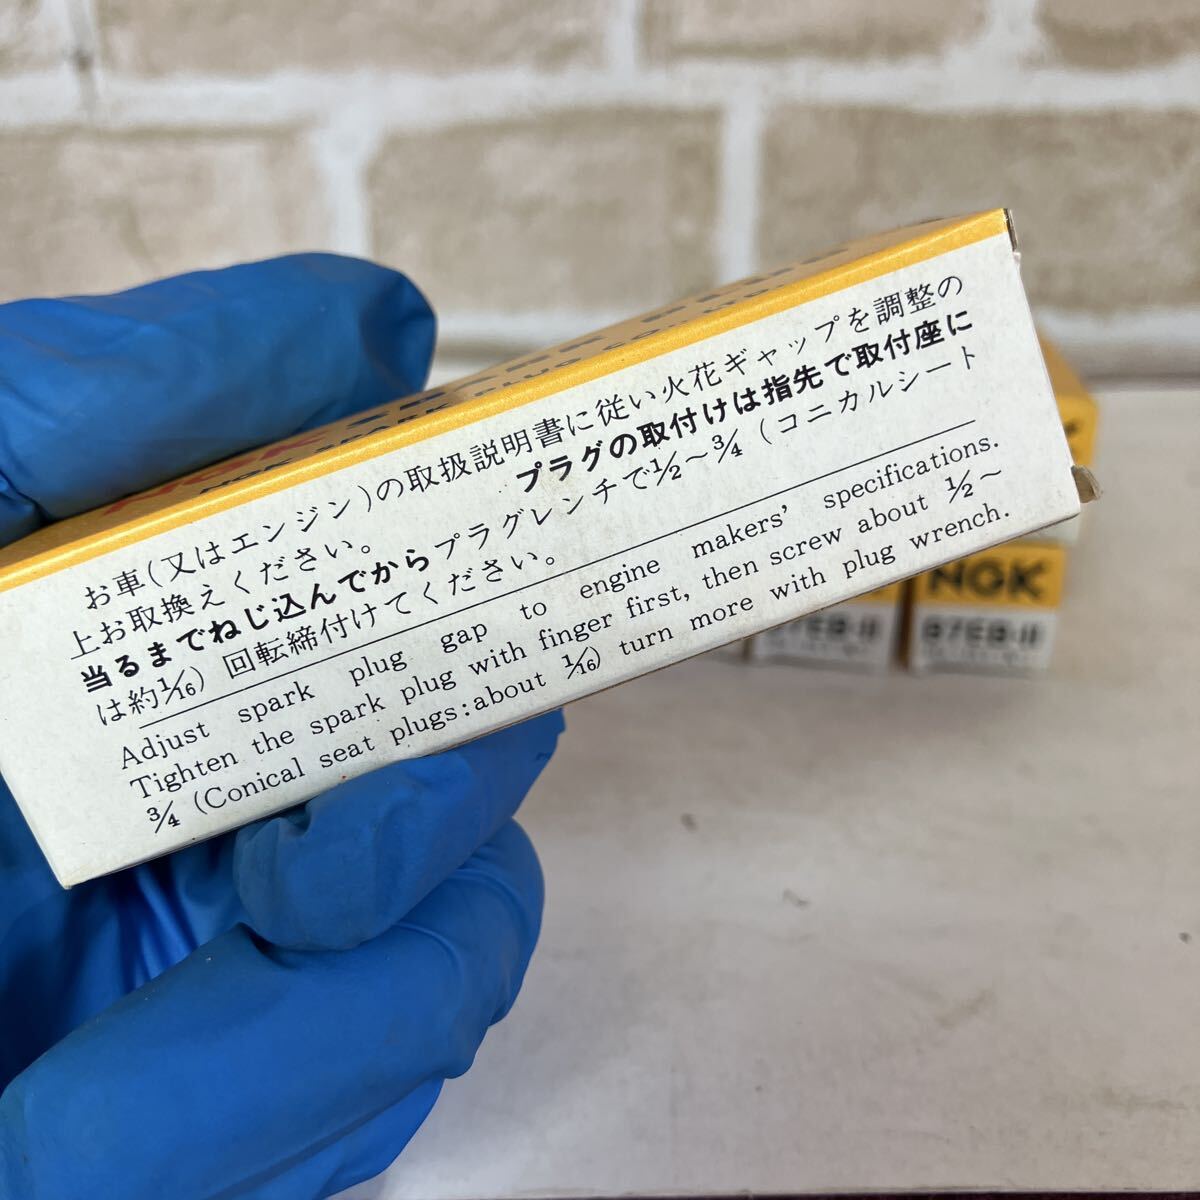 お車(又はエンジン)の取扱説明書に従い火花ギャップを調整の
上お取換えください。 プラグの取付けは指先で取付座に
当るまでねじ込んでからプラグレンチで1/2～3/4 (コニカルシート
は約1/16) 回転締付けてください。
Adjust spark plug gap to engine makers' specifications.
Tighten the spark plug with finger first, then screw about 1/2～
3/4 (Conical seat plugs: about 1/16) turn more with plug wrench.
NGK
B7EB-11
B7EB-11